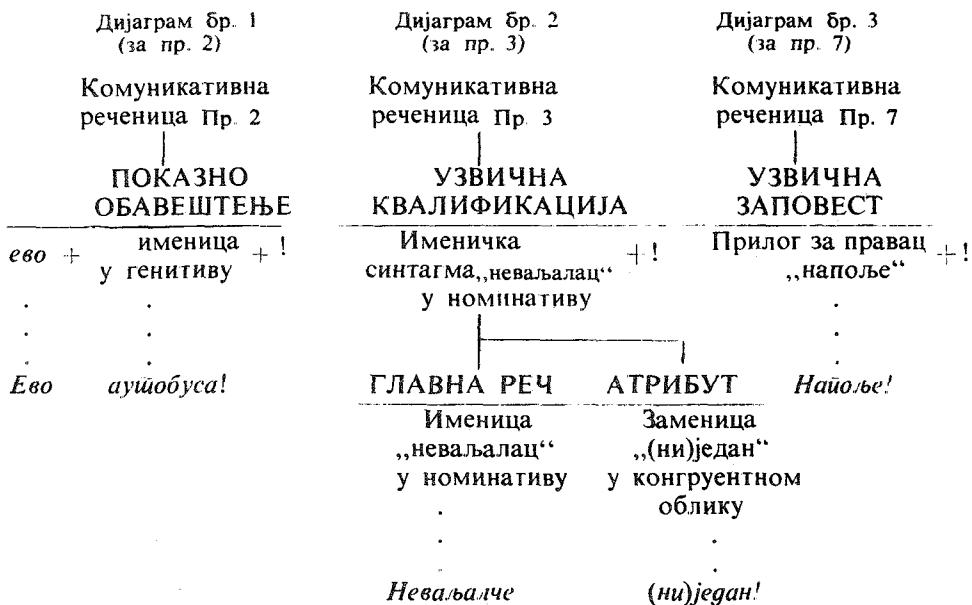 Дијаграм бр. 1
(за пр. 2)
Комуникативна
реченица Пр. 2
ПОКАЗНО
ОБАВЕШТЕЊЕ
ево + именица у генитиву + !
Ево аутобуса!
Дијаграм бр. 2
(за пр. 3)
Комуникативна
реченица Пр. 3
УЗВИЧНА
КВАЛИФИКАЦИЈА
Именичка
синтагма „неваљалац“ + !
у номинативу
ГЛАВНА РЕЧ
Именица
„неваљалац“
у номинативу
Неваљалче
АТРИБУТ
Заменица
„(ни)један“
у конгруентном
облику
(ни)један!
Дијаграм бр. 3
(за пр. 7)
Комуникативна
реченица Пр. 7
УЗВИЧНА
ЗАПОВЕСТ
Прилог за правац + !
„напоље“
Напоље!